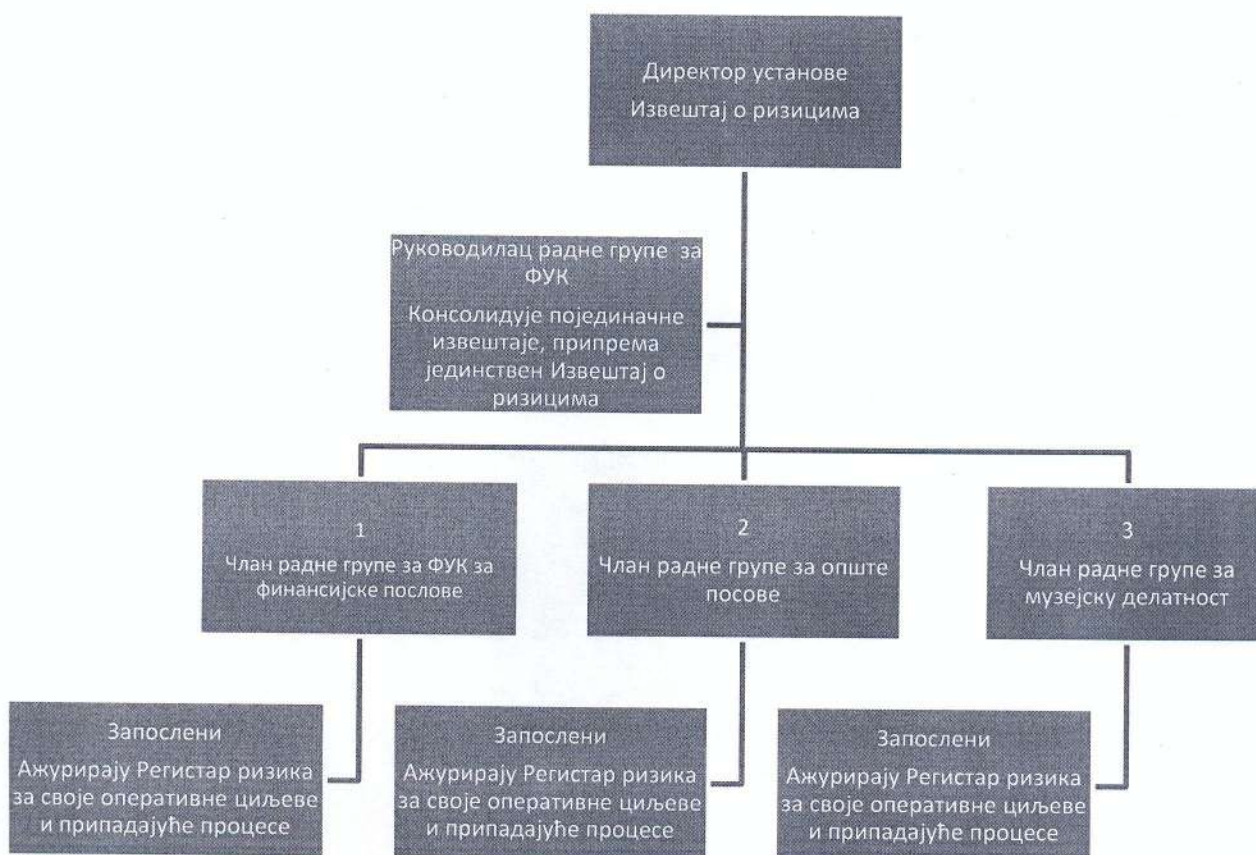 Директор установе
Извештај о ризицима
Руководилац радне групе за
ФУК
Консолидује појединачне
извештаје, припрема
јединствен Извештај о
ризицима
1
Члан радне групе за ФУК за
финансијске послове
2
Члан радне групе за опште
посове
3
Члан радне групе за
музејску делатност
Запослени
Ажурирају Регистар ризика
за своје оперативне циљеве
и припадајуће процесе
Запослени
Ажурирају Регистар ризика
за своје оперативне циљеве
и припадајуће процесе
Запослени
Ажурирају Регистар ризика
за своје оперативне циљеве
и припадајуће процесе